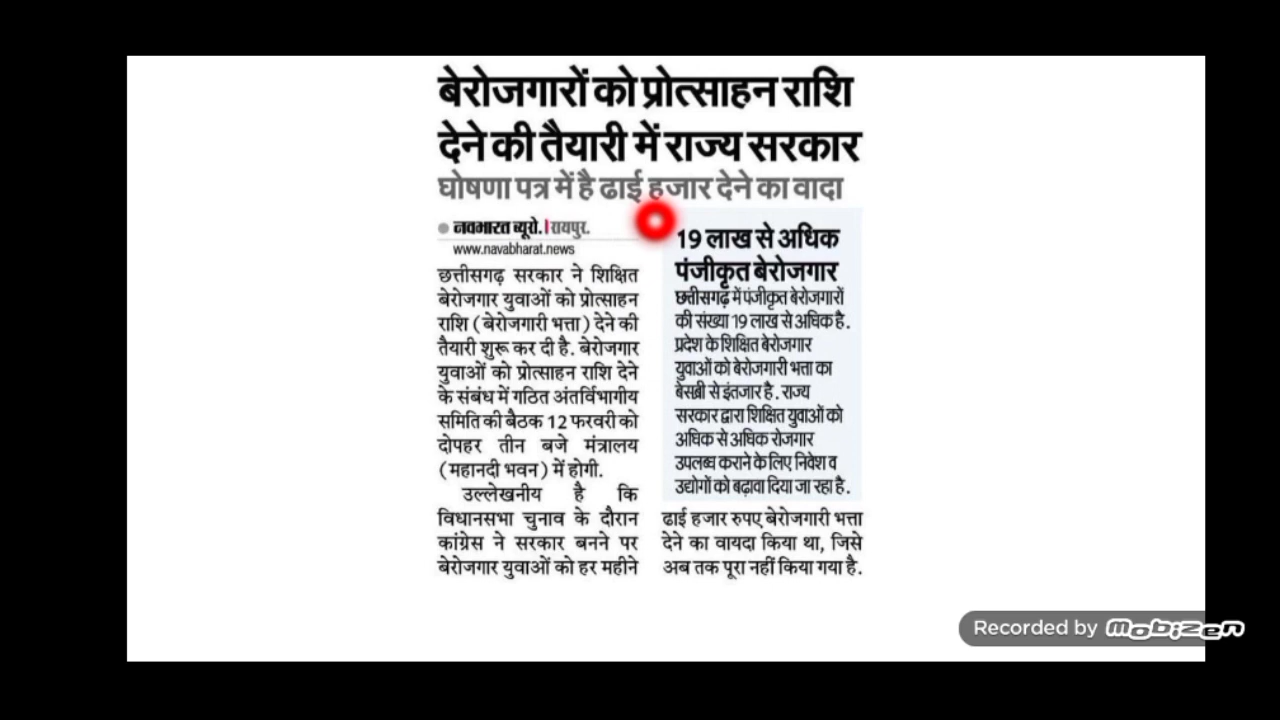 बेरोजगारों को प्रोत्साहन राशि
देने की तैयारी में राज्य सरकार
घोषणा पत्र में है ढाई हजार देने का वादा
नवभारत ब्यूरो. | रायपुर.
www.navabharat.news
छत्तीसगढ़ सरकार ने शिक्षित
बेरोजगार युवाओं को प्रोत्साहन
राशि (बेरोजगारी भत्ता) देने की
तैयारी शुरू कर दी है. बेरोजगार
युवाओं को प्रोत्साहन राशि देने
के संबंध में गठित अंतर्विभागीय
समिति की बैठक 12 फरवरी को
दोपहर तीन बजे मंत्रालय
(महानदी भवन) में होगी.
उल्लेखनीय है कि
विधानसभा चुनाव के दौरान
कांग्रेस ने सरकार बनने पर
बेरोजगार युवाओं को हर महीने
19 लाख से अधिक
पंजीकृत बेरोजगार
छत्तीसगढ़ में पंजीकृत बेरोजगारों
की संख्या 19 लाख से अधिक है.
प्रदेश के शिक्षित बेरोजगार
युवाओं को बेरोजगारी भत्ता का
बेसब्री से इंतजार है. राज्य
सरकार द्वारा शिक्षित युवाओं को
अधिक से अधिक रोजगार
उपलब्ध कराने के लिए निवेश व
उद्योगों को बढ़ावा दिया जा रहा है.
ढाई हजार रुपए बेरोजगारी भत्ता
देने का वायदा किया था, जिसे
अब तक पूरा नहीं किया गया है.
Recorded by Mobizen